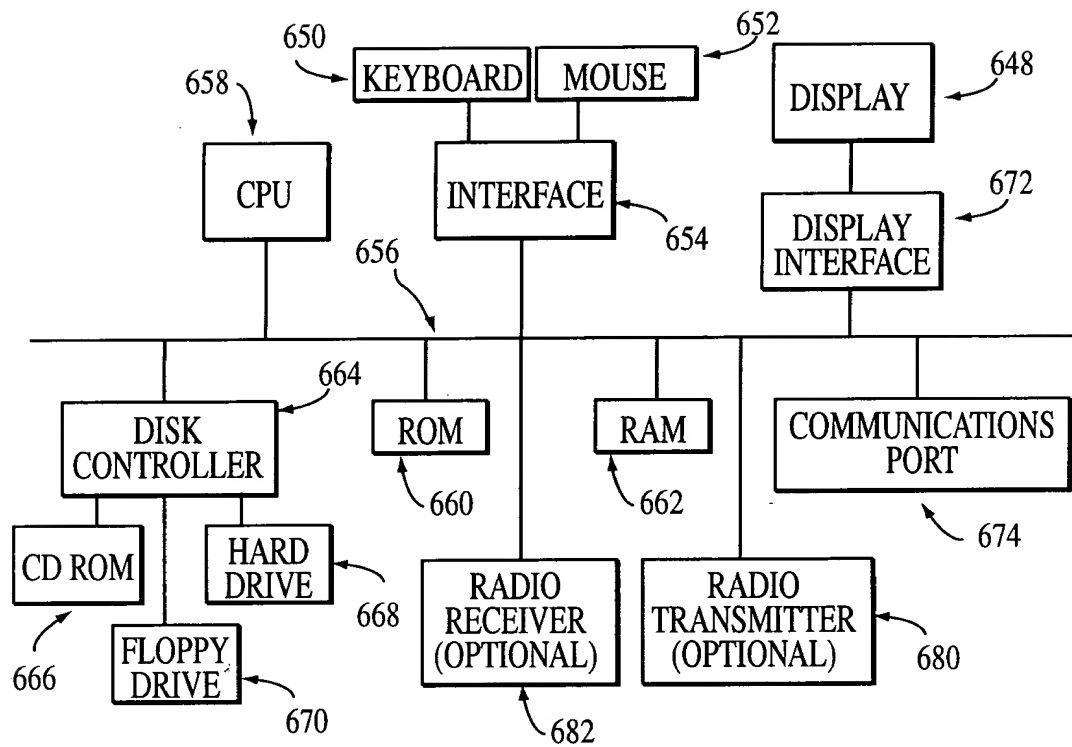 650
KEYBOARD
MOUSE
652
658
DISPLAY
648
CPU
INTERFACE
654
672
DISPLAY
INTERFACE
656
664
DISK
CONTROLLER
ROM
660
RAM
662
COMMUNICATIONS
PORT
674
CD ROM
666
HARD
DRIVE
668
FLOPPY
DRIVE
670
RADIO
RECEIVER
(OPTIONAL)
682
RADIO
TRANSMITTER
(OPTIONAL)
680